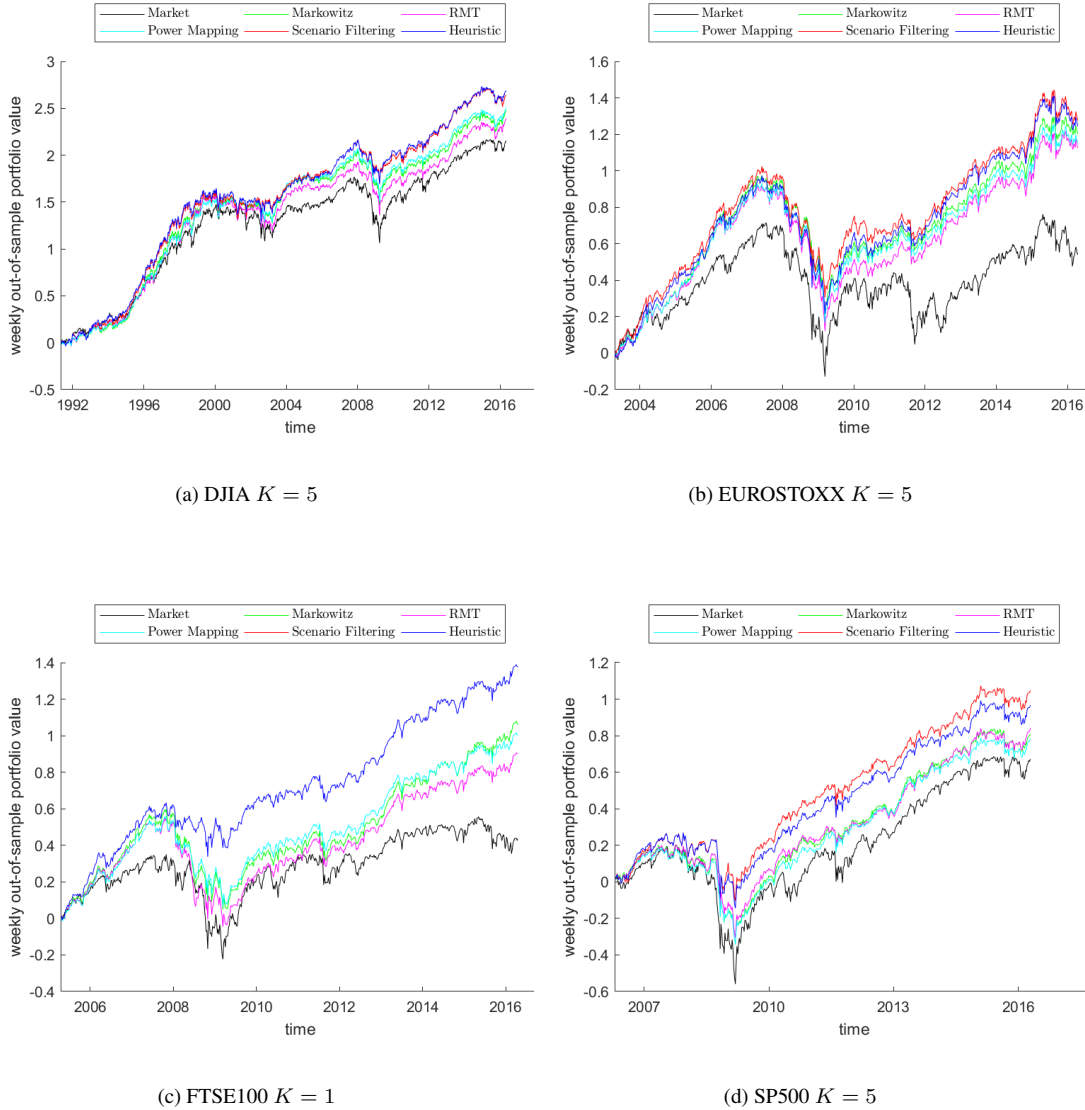 Market Markowitz RMT
Power Mapping Scenario Filtering Heuristic
3
2.5
2
1.5
1
0.5
0
-0.5
weekly out-of-sample portfolio value
1992 1996 2000 2004 2008 2012 2016
time
(a) DJIA K = 5
Market Markowitz RMT
Power Mapping Scenario Filtering Heuristic
1.6
1.4
1.2
1
0.8
0.6
0.4
0.2
0
-0.2
weekly out-of-sample portfolio value
2004 2006 2008 2010 2012 2014 2016
time
(b) EUROSTOXX K = 5
Market Markowitz RMT
Power Mapping Scenario Filtering Heuristic
1.4
1.2
1
0.8
0.6
0.4
0.2
0
-0.2
-0.4
weekly out-of-sample portfolio value
2006 2008 2010 2012 2014 2016
time
(c) FTSE100 K = 1
Market Markowitz RMT
Power Mapping Scenario Filtering Heuristic
1.2
1
0.8
0.6
0.4
0.2
0
-0.2
-0.4
-0.6
weekly out-of-sample portfolio value
2007 2010 2013 2016
time
(d) SP500 K = 5